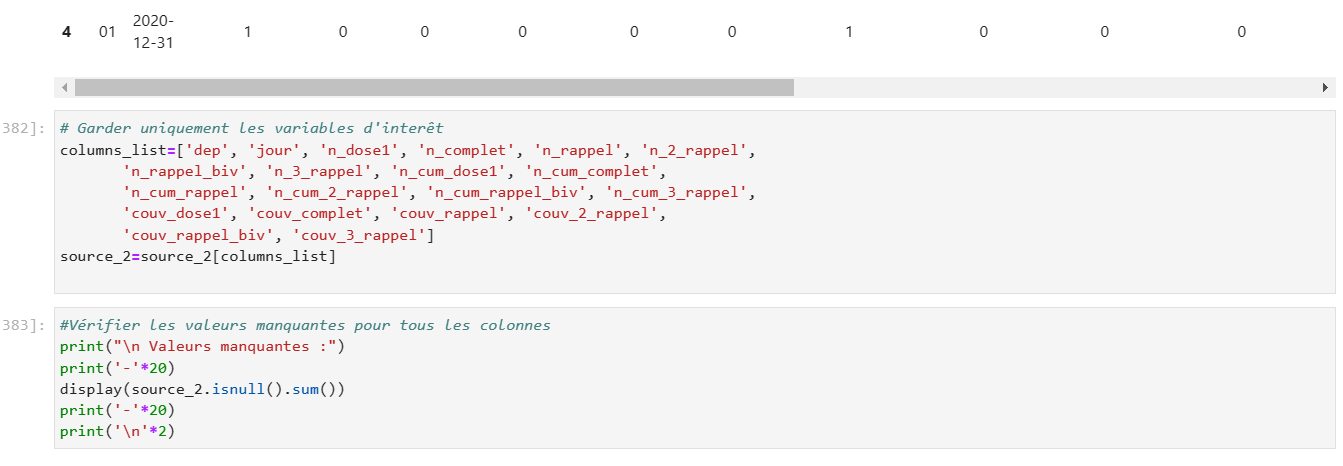 2020-
4 01 1 0 0 0 0 0 1 0 0 0
12-31
382]: # Garder uniquement les variables d'interêt
columns_list=['dep', 'jour', 'n_dose1', 'n_complet', 'n_rappel', 'n_2_rappel',
'n_rappel_biv', 'n_3_rappel', 'n_cum_dose1', 'n_cum_complet',
'n_cum_rappel', 'n_cum_2_rappel', 'n_cum_rappel_biv', 'n_cum_3_rappel',
'couv_dose1', 'couv_complet', 'couv_rappel', 'couv_2_rappel',
'couv_rappel_biv', 'couv_3_rappel']
source_2=source_2[columns_list]
383]: #Vérifier les valeurs manquantes pour tous les colonnes
print("\n Valeurs manquantes :")
print('-'*20)
display(source_2.isnull().sum())
print('-'*20)
print('\n'*2)